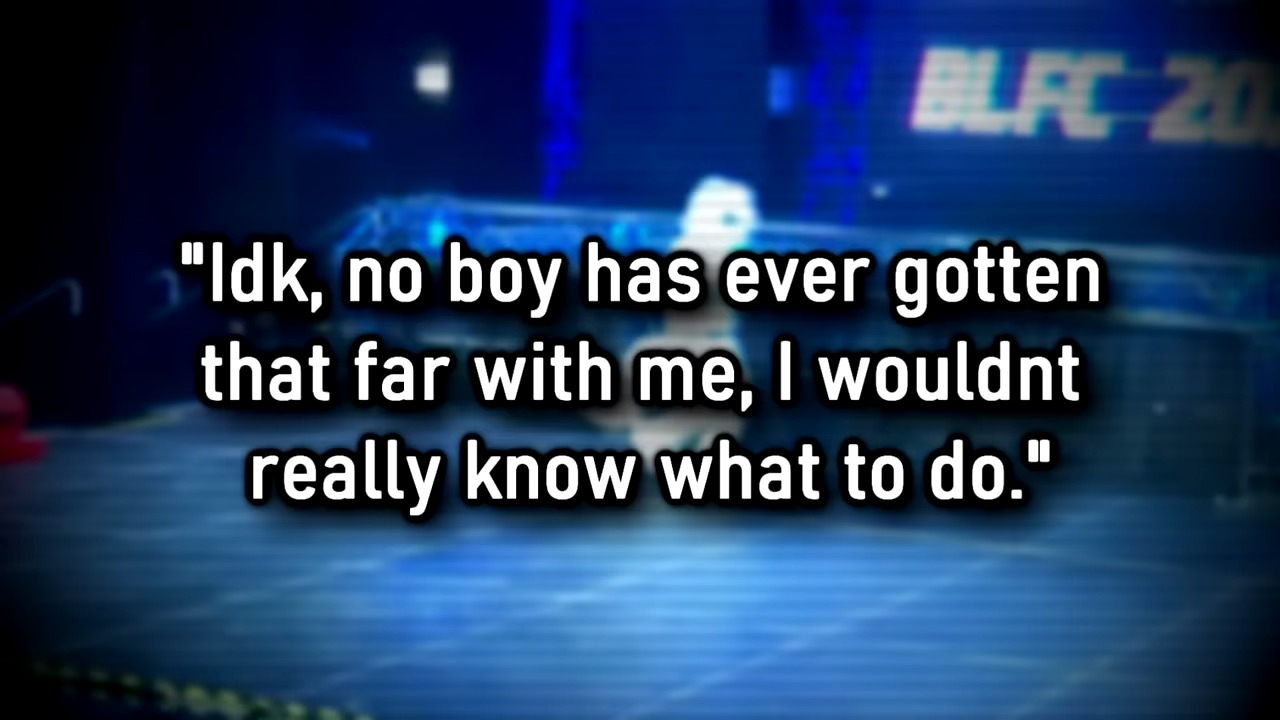 BLFC 20
"Idk, no boy has ever gotten
that far with me, I wouldnt
really know what to do."